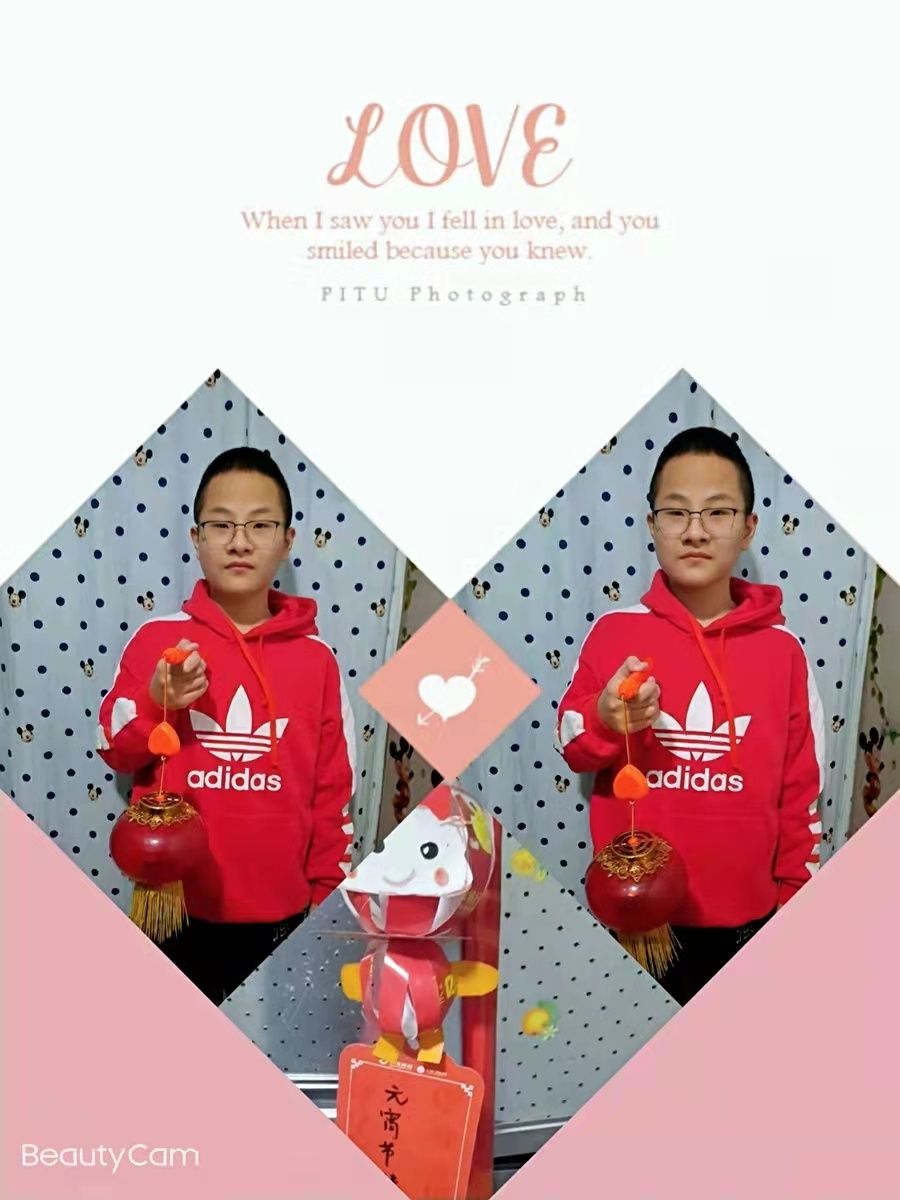 LOVE
When I saw you I fell in love, and you
smiled because you knew.
PITU Photograph
adidas
adidas
元
宵
节
BeautyCam